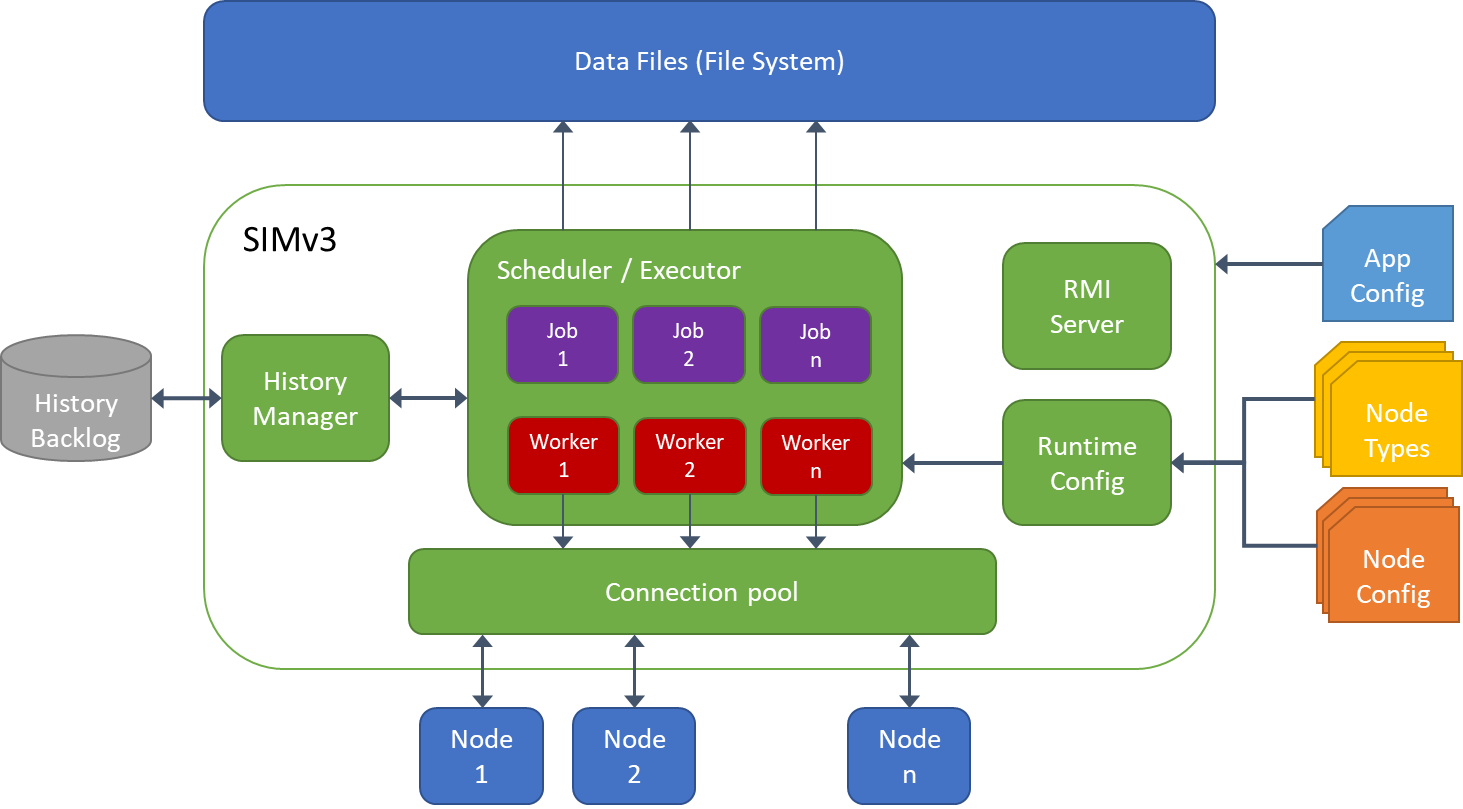 Data Files (File System)
SIMv3
Scheduler / Executor
Job
1
Job
2
Job
n
Worker
1
Worker
2
Worker
n
History
Backlog
History
Manager
RMI
Server
Runtime
Config
App
Config
Node
Types
Node
Config
Connection pool
Node
1
Node
2
Node
n